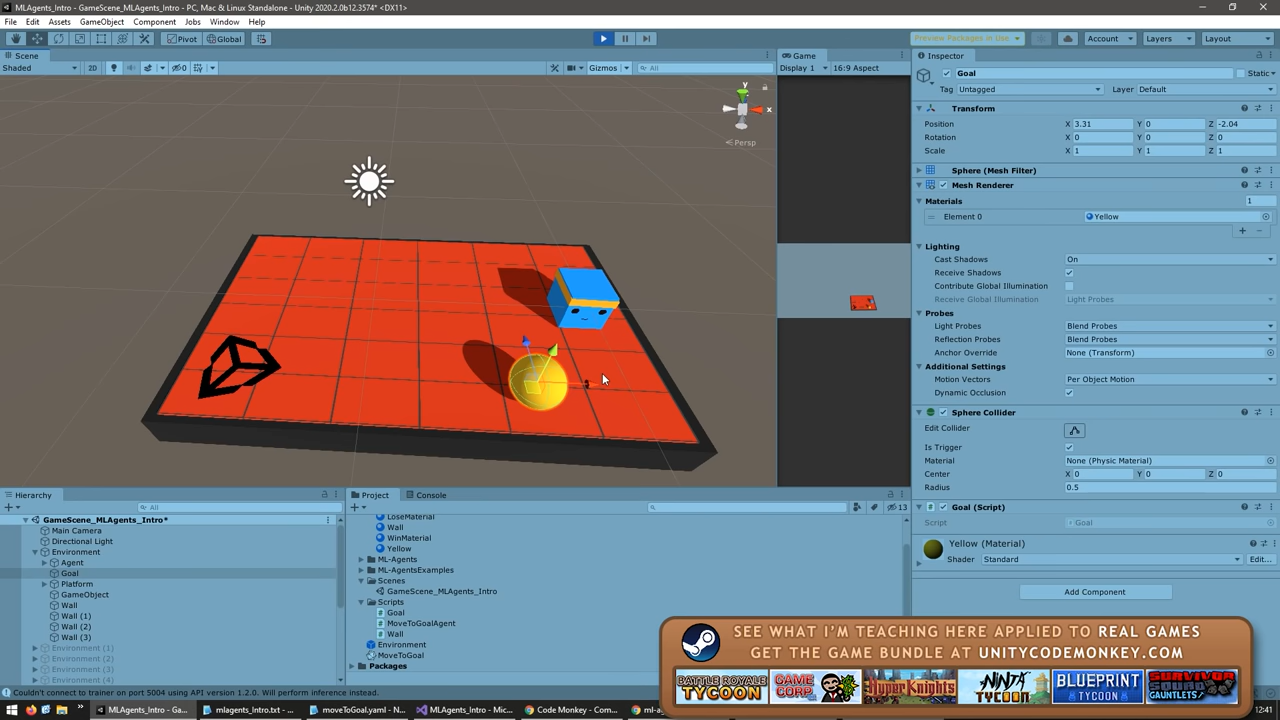 MLAgents_Intro - GameScene_MLAgents_Intro - PC, Mac & Linux Standalone - Unity 2020.2.0b12.3574* <DX11>
File Edit Assets GameObject Component Jobs Window Help
Pivot Global Preview Packages in Use Account Layers Layout
Scene Game Inspector
Shaded 2D 0 Gizmos All Display 1 16:9 Aspect
Goal Static
Tag Untagged Layer Default
y
x
Persp
Transform
Position X 3.31 Y 0 Z -2.04
Rotation X 0 Y 0 Z 0
Scale X 1 Y 1 Z 1
Sphere (Mesh Filter)
Mesh Renderer
Materials 1
Element 0 Yellow
Lighting
Cast Shadows On
Receive Shadows
Contribute Global Illumination
Receive Global Illumination Light Probes
Probes
Light Probes Blend Probes
Reflection Probes Blend Probes
Anchor Override None (Transform)
Additional Settings
Motion Vectors Per Object Motion
Dynamic Occlusion
Sphere Collider
Edit Collider
Is Trigger
Material None (Physic Material)
Center X 0 Y 0 Z 0
Radius 0.5
Goal (Script)
Script Goal
Yellow (Material)
Shader Standard Edit...
Add Component
Hierarchy
All
GameScene_MLAgents_Intro*
Main Camera
Directional Light
Environment
Agent
Goal
Platform
GameObject
Wall
Wall (1)
Wall (2)
Wall (3)
Environment (1)
Environment (2)
Environment (3)
Environment (4)
Project Console
13
LoseMaterial
Wall
WinMaterial
Yellow
ML-Agents
ML-AgentsExamples
Scenes
GameScene_MLAgents_Intro
Scripts
Goal
MoveToGoalAgent
Wall
Environment
MoveToGoal
Packages
SEE WHAT I'M TEACHING HERE APPLIED TO REAL GAMES
GET THE GAME BUNDLE AT UNITYCODEMONKEY.COM
BATTLE ROYALE TYCOON GAME CORP Hyper Knights NINJA TYCOON BLUEPRINT TYCOON SURVIVOR SQUAD GAUNTLETS
Couldn't connect to trainer on port 5004 using API version 1.2.0. Will perform inference instead.
MLAgents_Intro - Ga... mlagents_intro.txt - ... moveToGoal.yaml - N... MLAgents_Intro - Mic... Code Monkey - Com... ml-ag
12:41